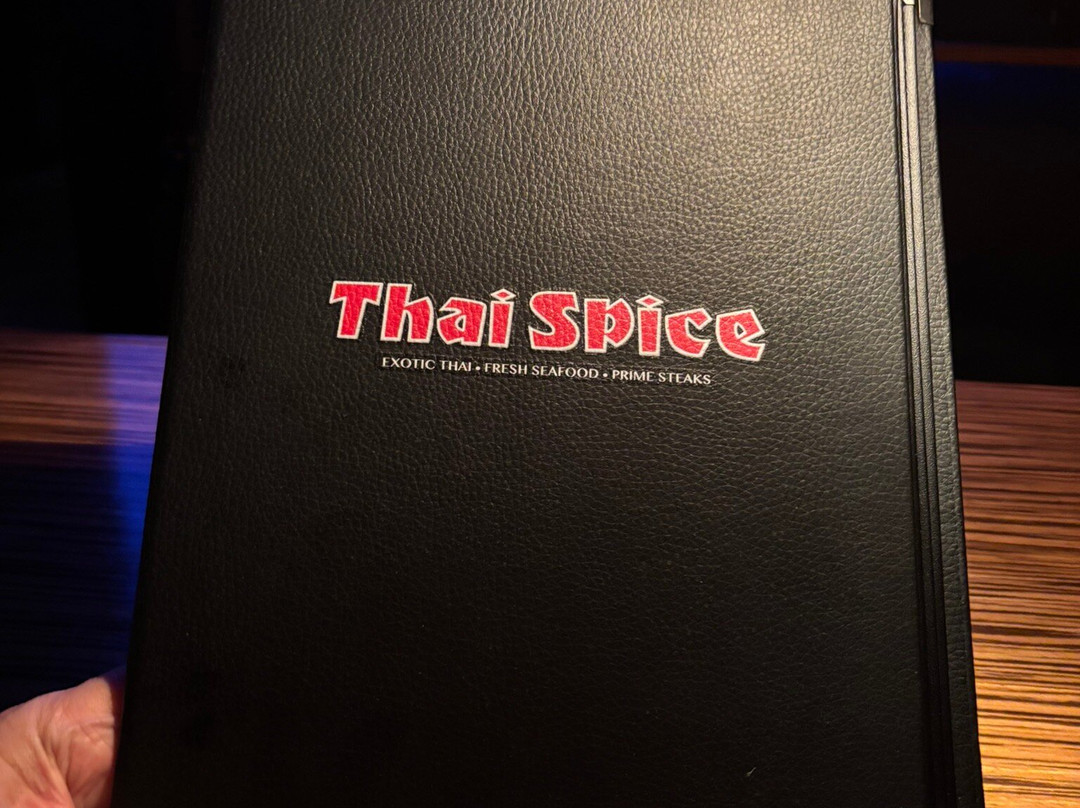 Thai Spice
EXOTIC THAI • FRESH SEAFOOD • PRIME STEAKS